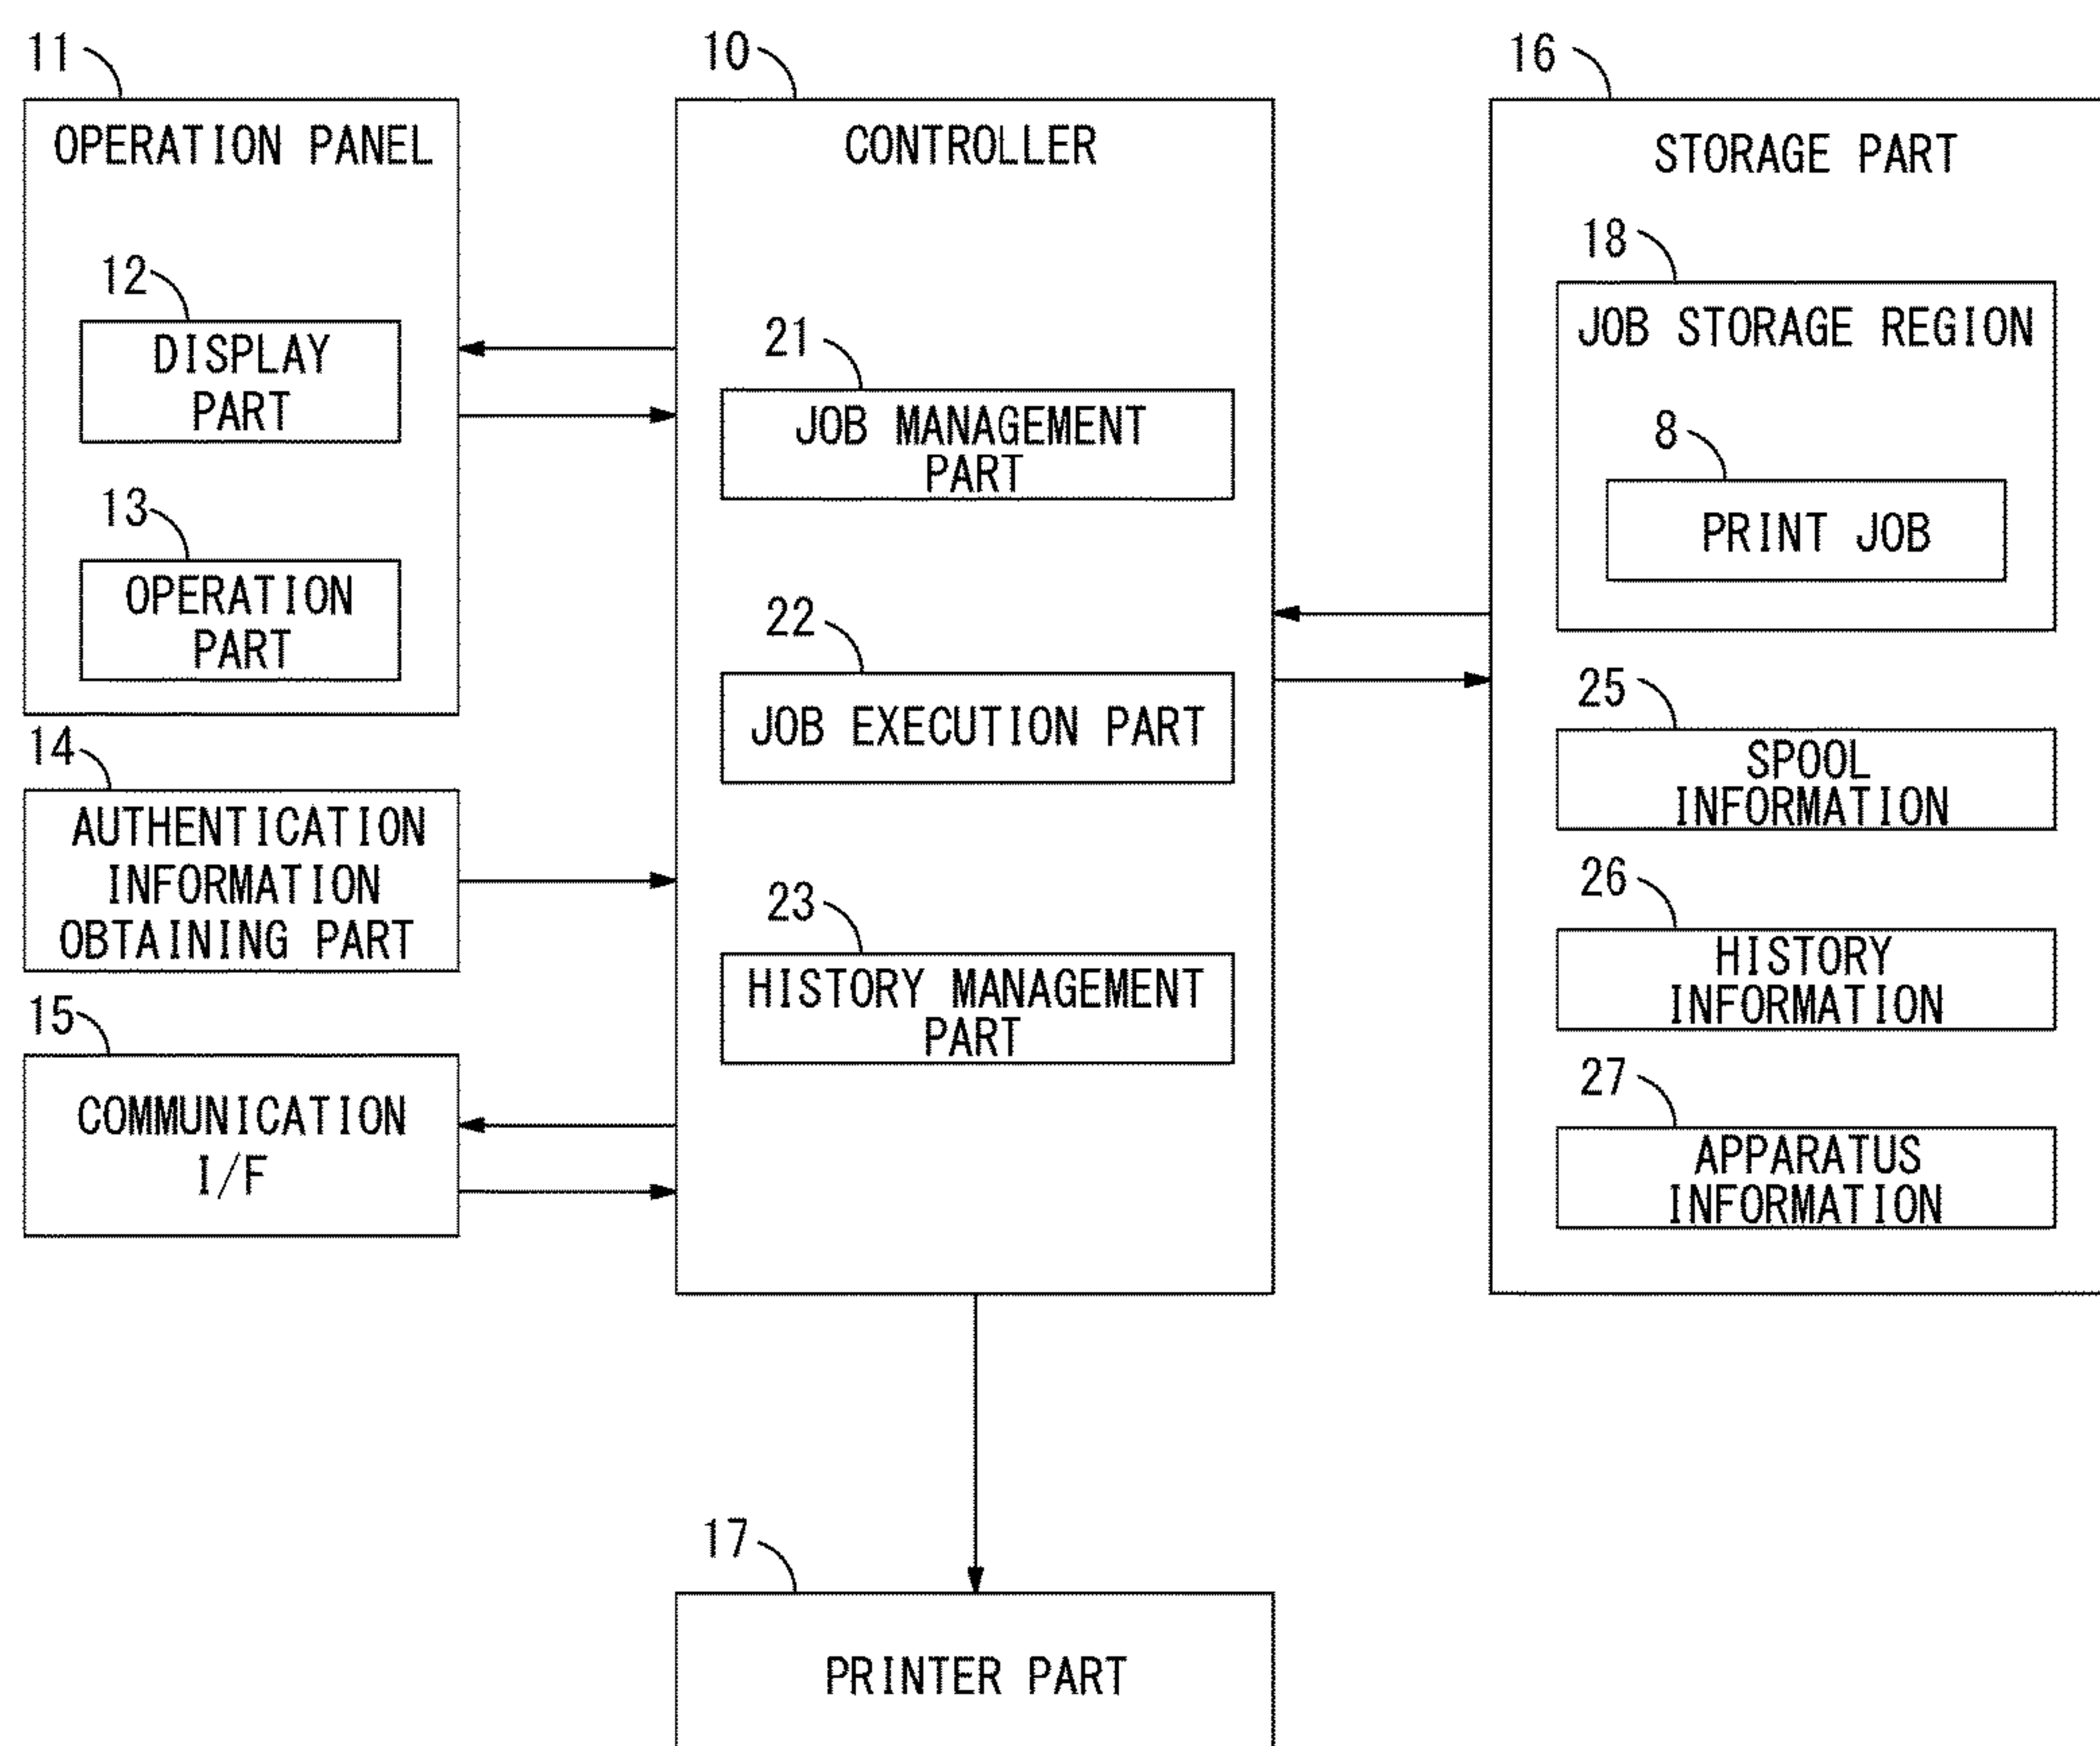 11
OPERATION PANEL
12
DISPLAY
PART
13
OPERATION
PART
14
AUTHENTICATION
INFORMATION
OBTAINING PART
15
COMMUNICATION
I/F
10
CONTROLLER
21
JOB MANAGEMENT
PART
22
JOB EXECUTION PART
23
HISTORY MANAGEMENT
PART
16
STORAGE PART
18
JOB STORAGE REGION
8
PRINT JOB
25
SPOOL
INFORMATION
26
HISTORY
INFORMATION
27
APPARATUS
INFORMATION
17
PRINTER PART